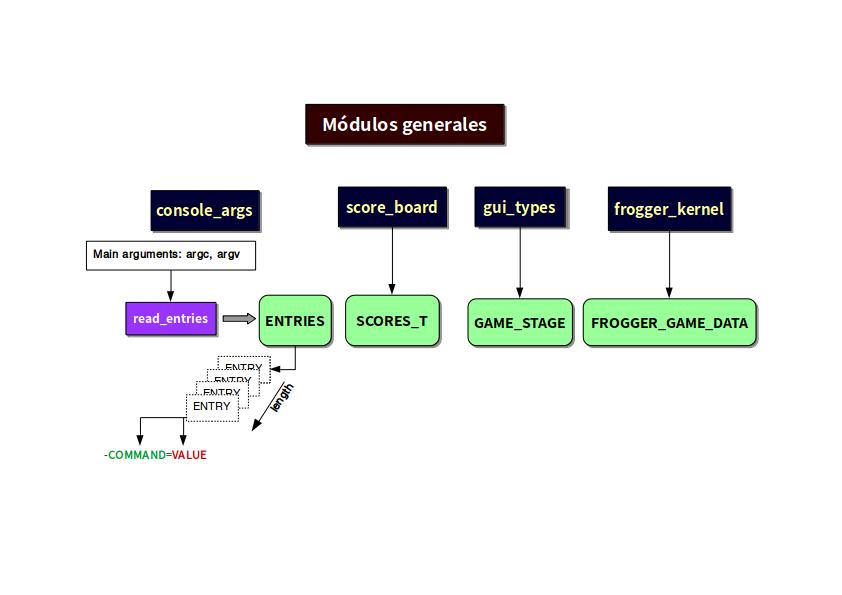 Módulos generales
console_args
score_board
gui_types
frogger_kernel
Main arguments: argc, argv
read_entries
ENTRIES
SCORES_T
GAME_STAGE
FROGGER_GAME_DATA
ENTRY
ENTRY
ENTRY
ENTRY
length
-COMMAND=VALUE